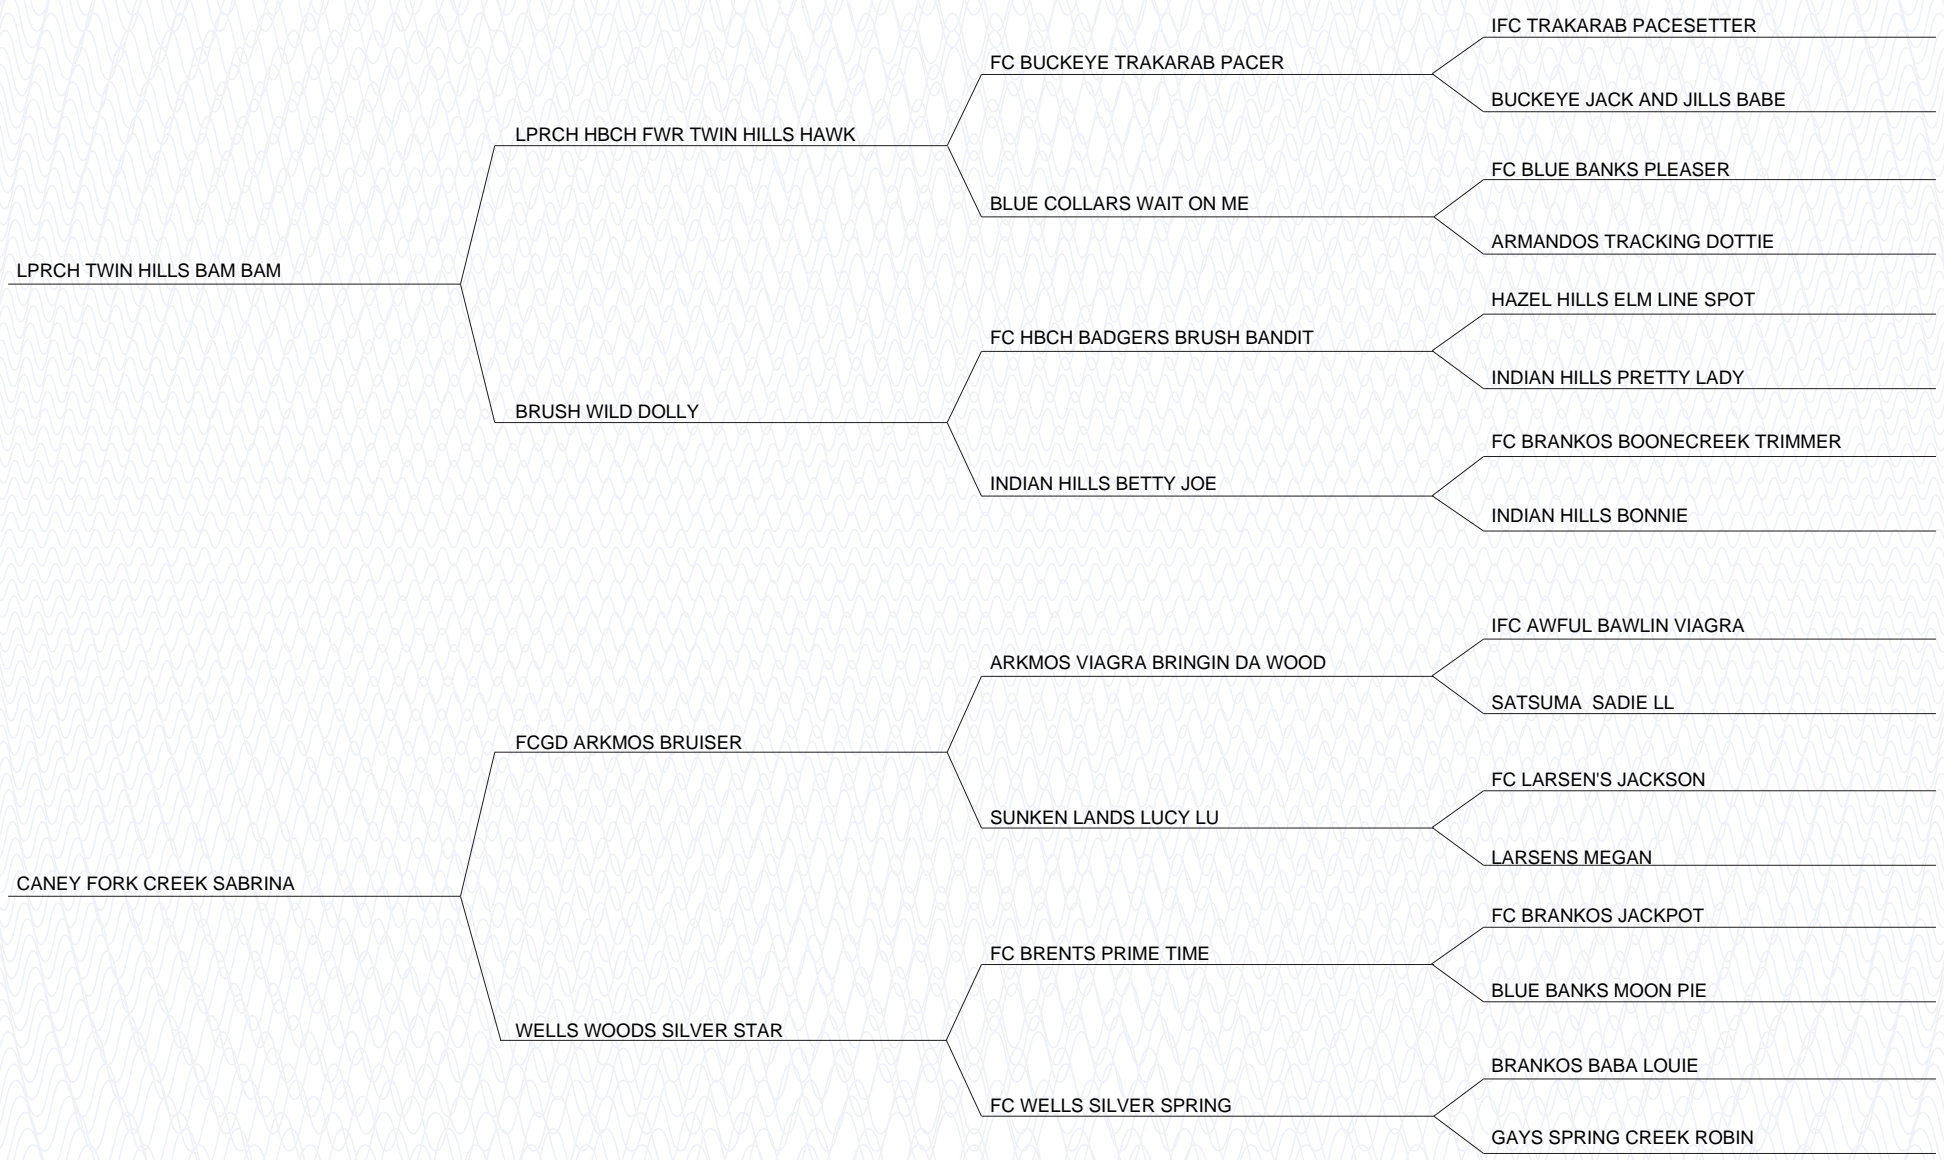 IFC TRAKARAB PACESETTER
FC BUCKEYE TRAKARAB PACER
BUCKEYE JACK AND JILLS BABE
LPRCH HBCH FWR TWIN HILLS HAWK
FC BLUE BANKS PLEASER
BLUE COLLARS WAIT ON ME
ARMANDOS TRACKING DOTTIE
LPRCH TWIN HILLS BAM BAM
HAZEL HILLS ELM LINE SPOT
FC HBCH BADGERS BRUSH BANDIT
INDIAN HILLS PRETTY LADY
BRUSH WILD DOLLY
FC BRANKOS BOONECREEK TRIMMER
INDIAN HILLS BETTY JOE
INDIAN HILLS BONNIE
IFC AWFUL BAWLIN VIAGRA
ARKMOS VIAGRA BRINGIN DA WOOD
SATSUMA  SADIE LL
FCGD ARKMOS BRUISER
FC LARSEN'S JACKSON
SUNKEN LANDS LUCY LU
LARSENS MEGAN
CANEY FORK CREEK SABRINA
FC BRANKOS JACKPOT
FC BRENTS PRIME TIME
BLUE BANKS MOON PIE
WELLS WOODS SILVER STAR
BRANKOS BABA LOUIE
FC WELLS SILVER SPRING
GAYS SPRING CREEK ROBIN